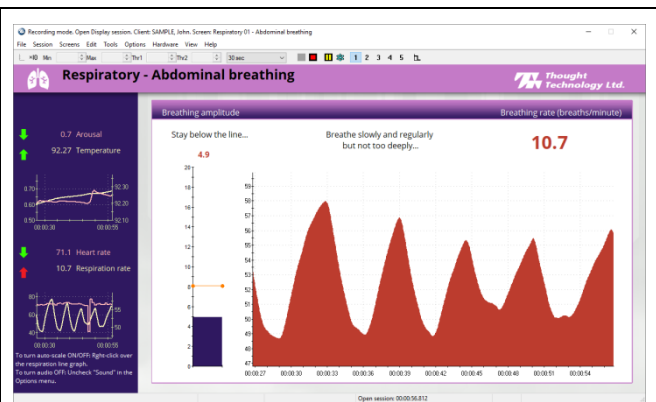 Recording mode. Open Display session. Client: SAMPLE, John. Screen: Respiratory 01 - Abdominal breathing
File Session Screens Edit Tools Options Hardware View Help
×10 Min Max Thr1 Thr2 30 sec 1 2 3 4 5
Respiratory - Abdominal breathing
Thought
Technology Ltd.
Breathing amplitude
Breathing rate (breaths/minute)
Stay below the line...
Breathe slowly and regularly
but not too deeply...
10.7
4.9
0.7 Arousal
92.27 Temperature
0.70
0.60
0.50
92.30
92.20
92.10
00:00:30 00:00:55
71.1 Heart rate
10.7 Respiration rate
80
60
40
55
50
00:00:30 00:00:55
To turn auto-scale ON/OFF: Right-click over
the respiration line graph.
To turn audio OFF: Uncheck "Sound" in the
Options menu.
20
18
16
14
12
10
8
6
4
2
0
59
58
57
56
55
54
53
52
51
50
49
48
47
00:00:27 00:00:30 00:00:33 00:00:36 00:00:39 00:00:42 00:00:45 00:00:48 00:00:51 00:00:54
Open session: 00:00:56.812